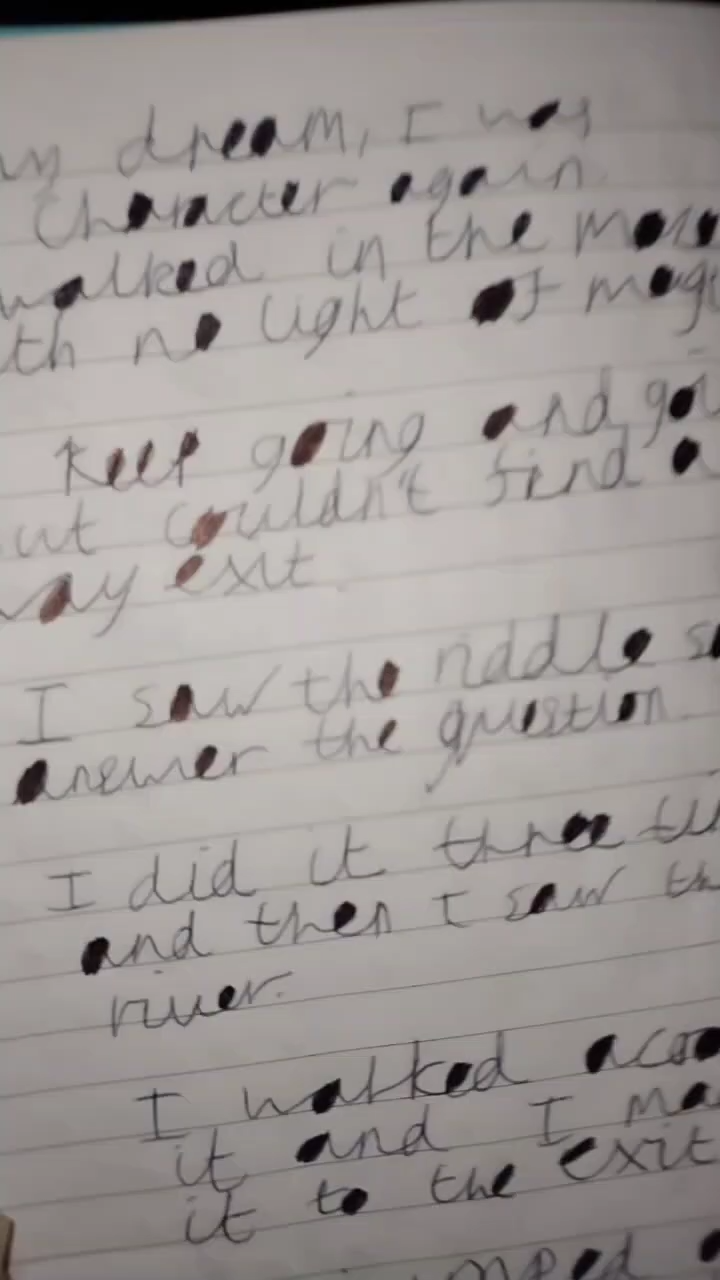 dream, I was
Character again.
walked in the
no light of
Keep going and
couldn't find a
way exit.
I saw the riddle
answer the question
I did it three
and then I saw
river.
I walked
it and I
it to the exit